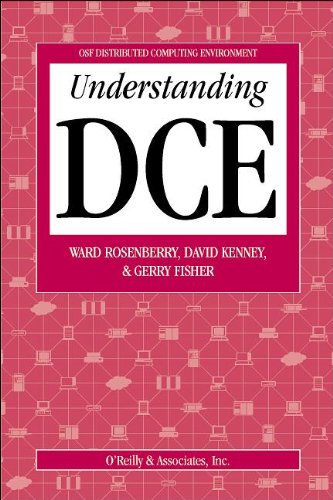 OSF DISTRIBUTED COMPUTING ENVIRONMENT
Understanding
DCE
WARD ROSENBERRY, DAVID KENNEY,
& GERRY FISHER
O'Reilly & Associates, Inc.